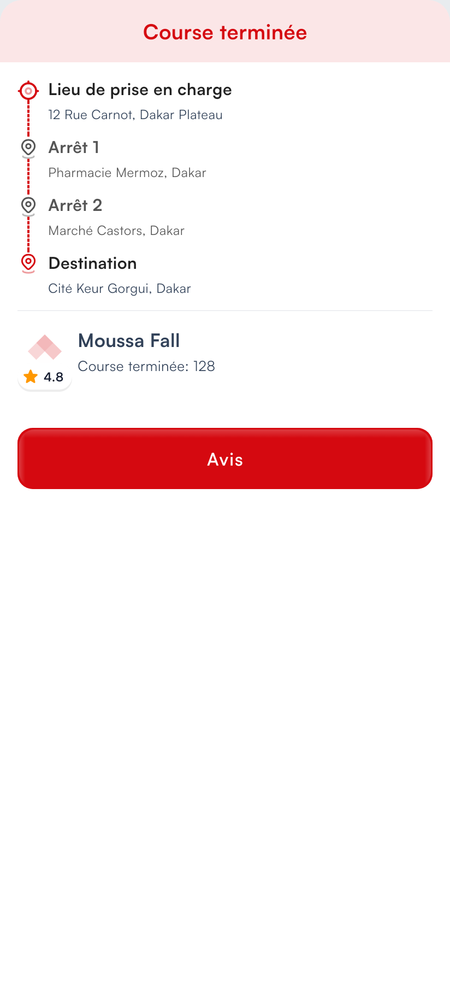 Course terminée
Lieu de prise en charge
12 Rue Carnot, Dakar Plateau
Arrêt 1
Pharmacie Mermoz, Dakar
Arrêt 2
Marché Castors, Dakar
Destination
Cité Keur Gorgui, Dakar
Moussa Fall
Course terminée: 128
4.8
Avis